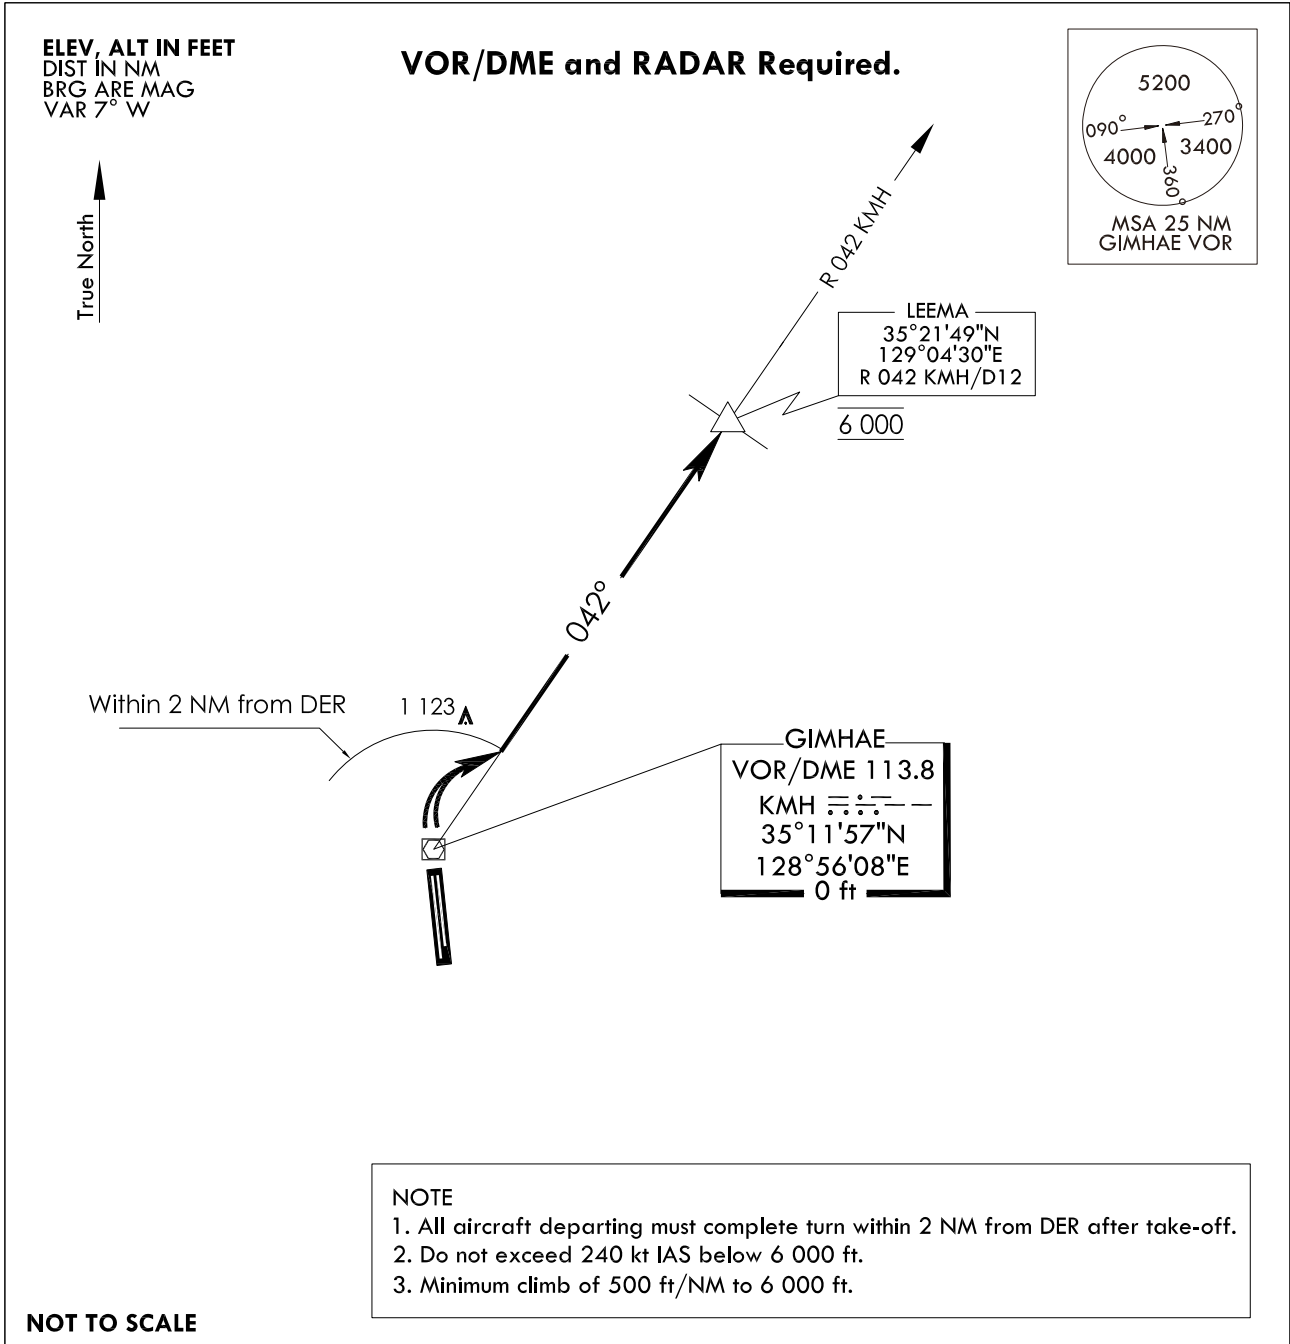 ELEV, ALT IN FEET
DIST IN NM
BRG ARE MAG
VAR 7° W
VOR/DME and RADAR Required.
5200
090°
270°
4000
3400
360°
MSA 25 NM
GIMHAE VOR
True North
R 042 KMH
LEEMA
35°21'49"N
129°04'30"E
R 042 KMH/D12
6 000
042°
Within 2 NM from DER
1 123
GIMHAE
VOR/DME 113.8
KMH
35°11'57"N
128°56'08"E
0 ft
NOTE
1. All aircraft departing must complete turn within 2 NM from DER after take-off.
2. Do not exceed 240 kt IAS below 6 000 ft.
3. Minimum climb of 500 ft/NM to 6 000 ft.
NOT TO SCALE